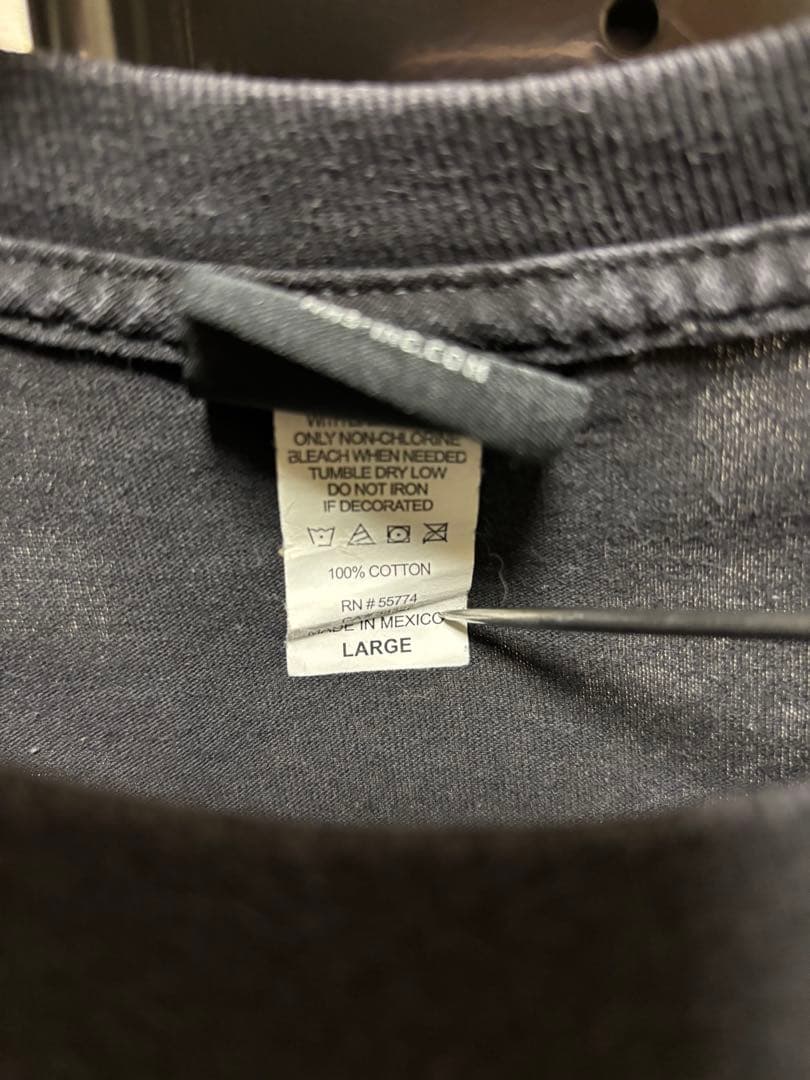 ONLY NON-CHLORINE
BLEACH WHEN NEEDED
TUMBLE DRY LOW
DO NOT IRON
IF DECORATED
100% COTTON
RN # 55774
MADE IN MEXICO
LARGE